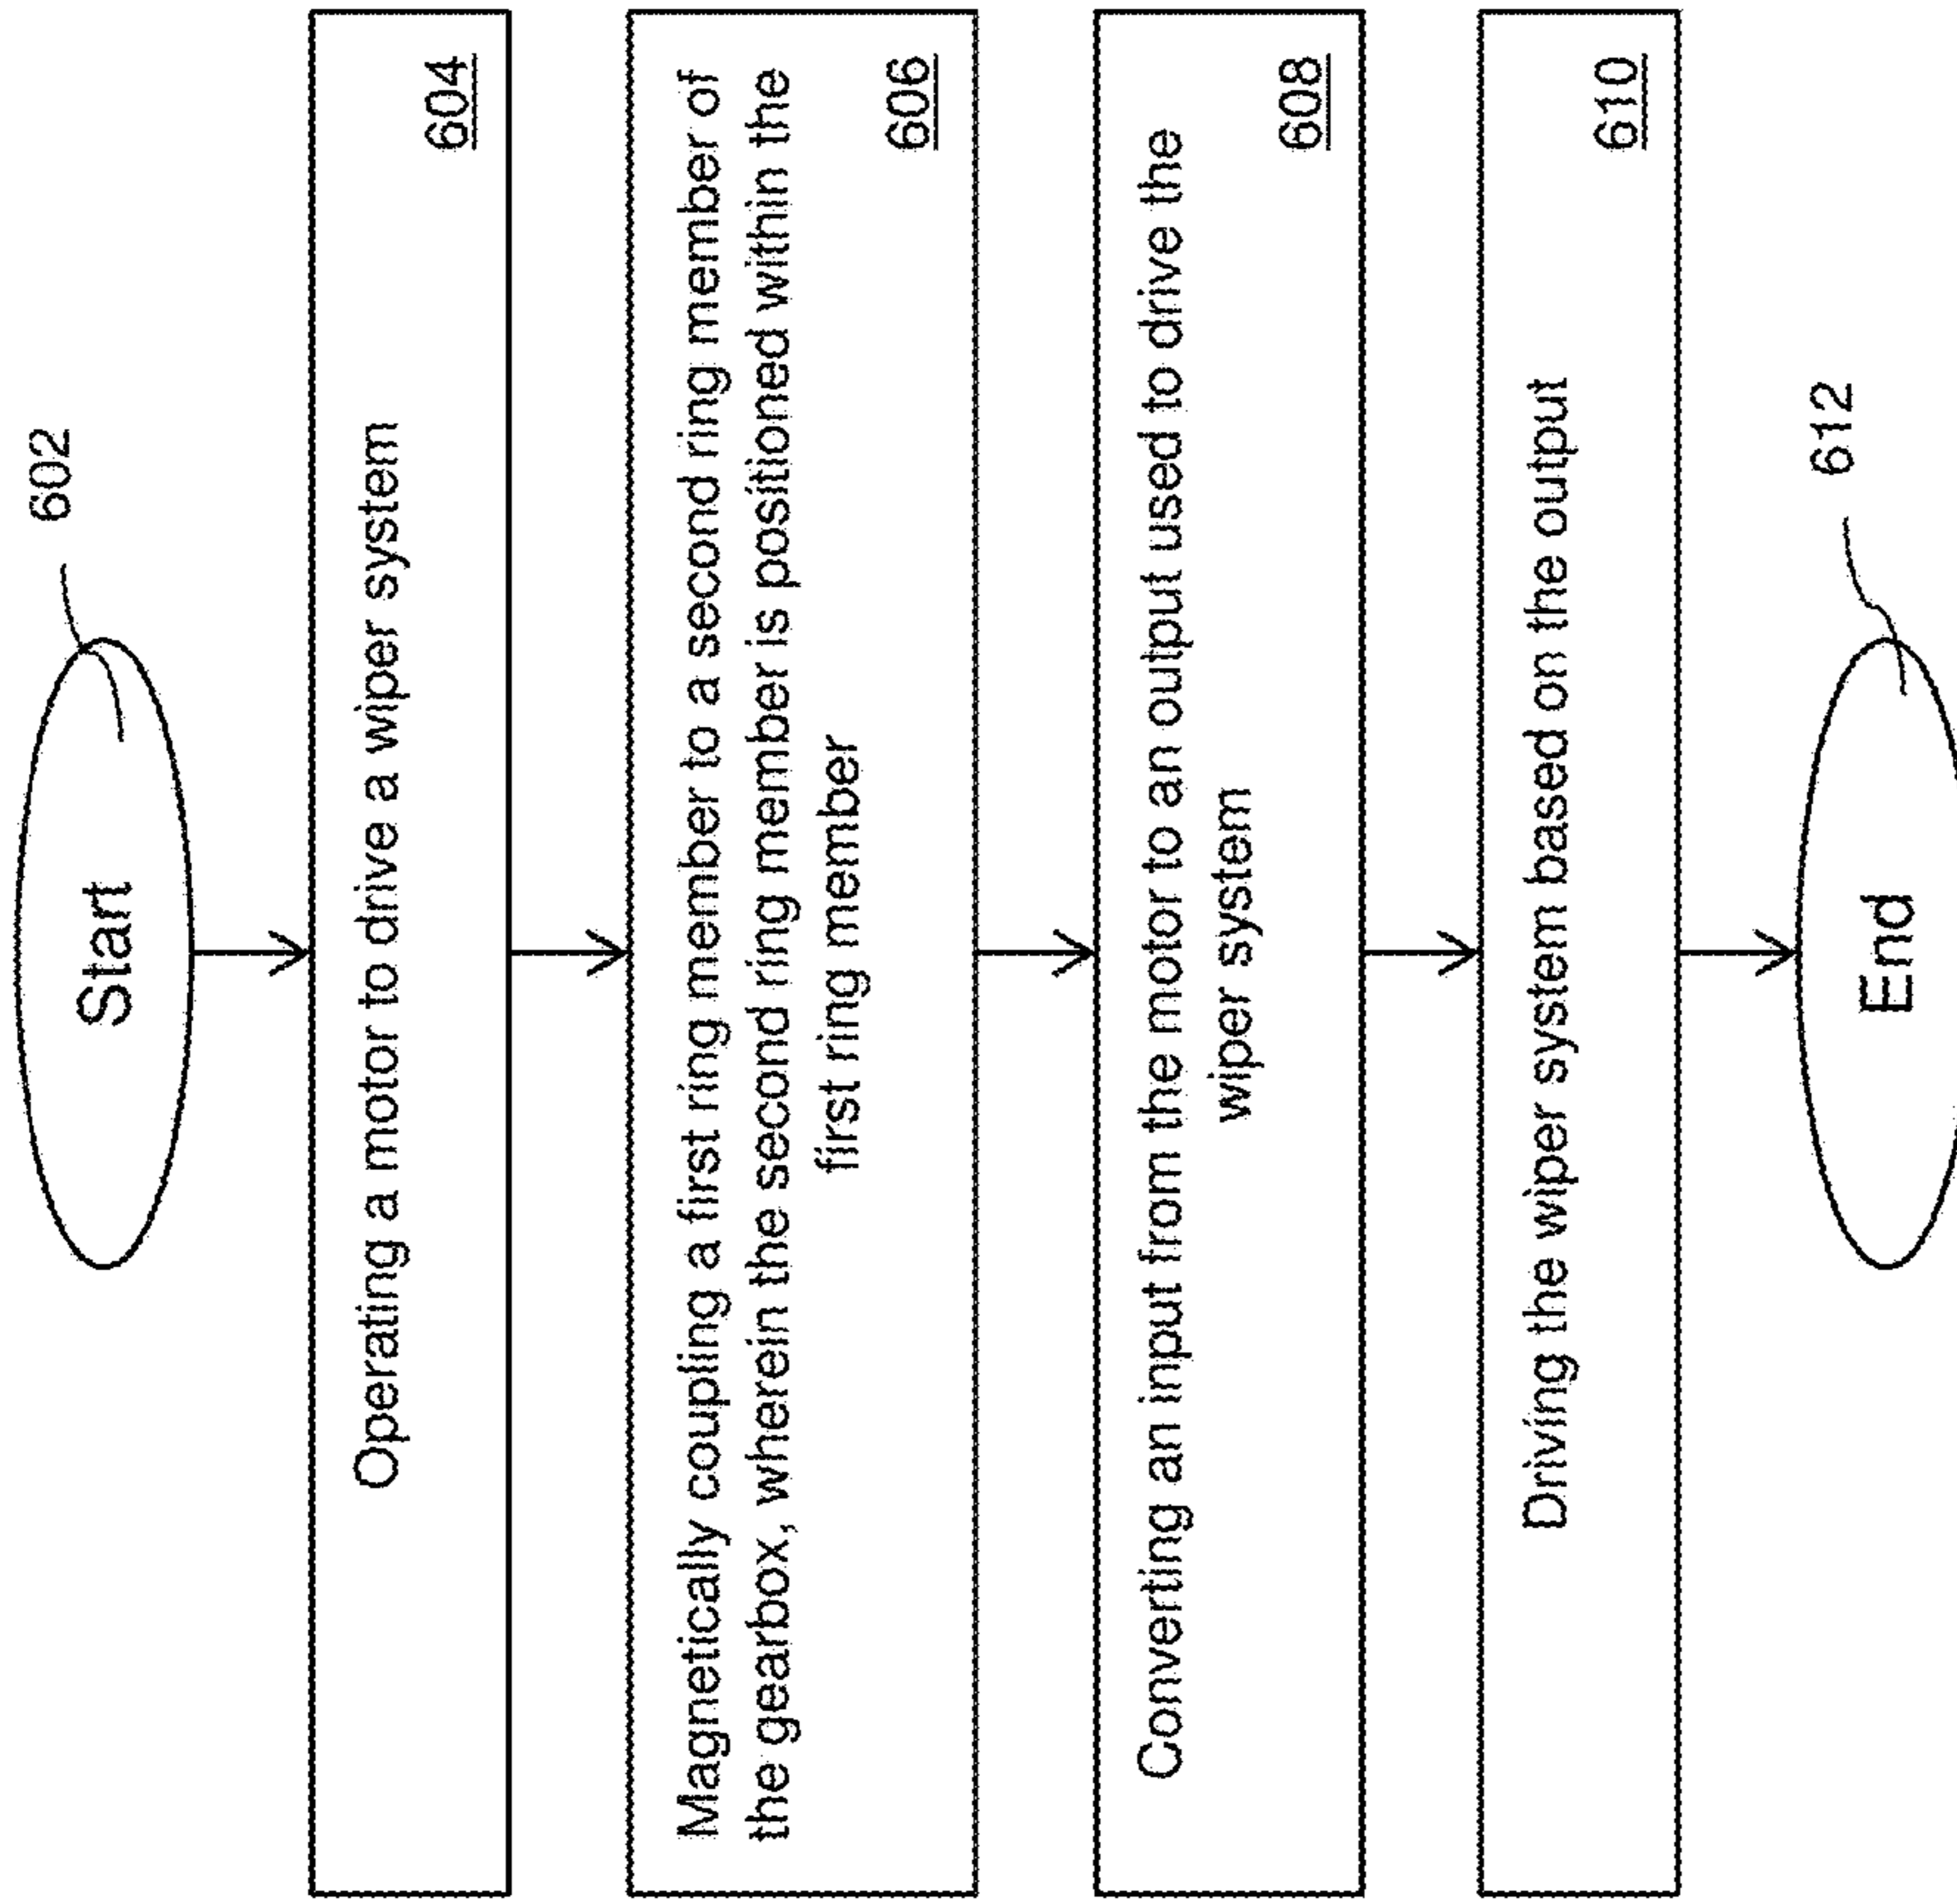 602
Start
Operating a motor to drive a wiper system
604
Magnetically coupling a first ring member to a second ring member of
the gearbox, wherein the second ring member is positioned within the
first ring member
606
Converting an input from the motor to an output used to drive the
wiper system
608
Driving the wiper system based on the output
610
612
End